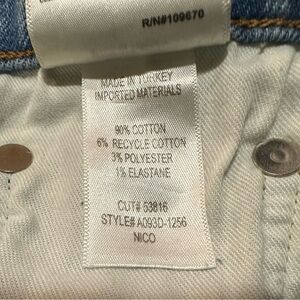 R/N#109670
MADE IN TURKEY
IMPORTED MATERIALS
90% COTTON
6% RECYCLE COTTON
3% POLYESTER
1% ELASTANE
CUT# 53816
STYLE# A093D-1256
NICO